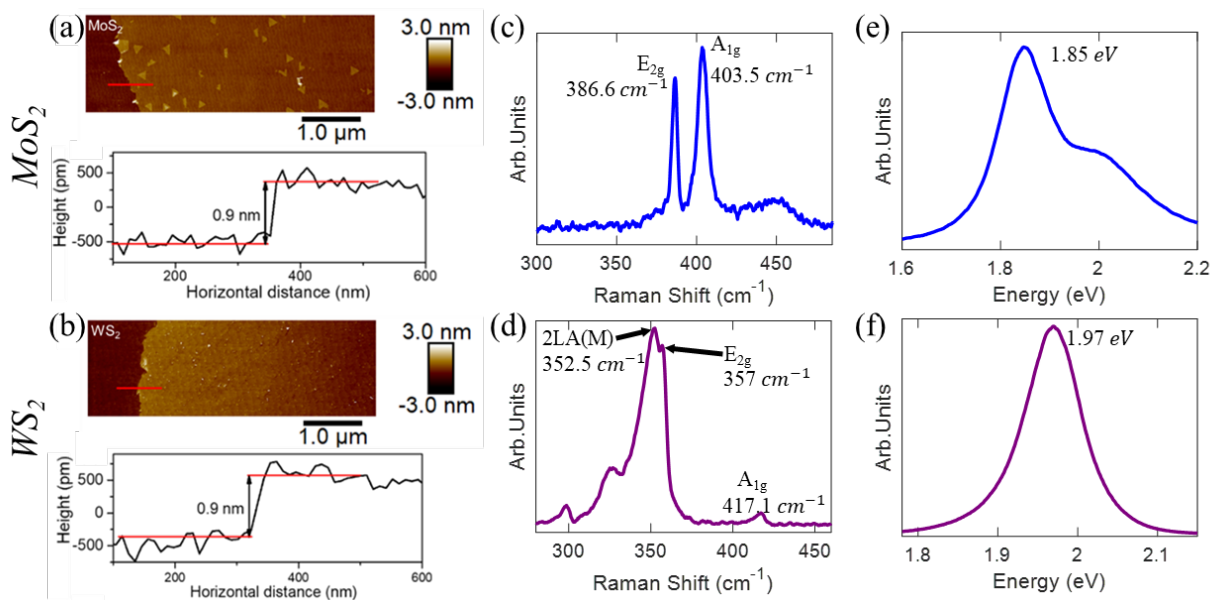 (a)
MoS2
3.0 nm
-3.0 nm
1.0 µm
MoS2
Height (pm)
500
0
-500
0.9 nm
200
400
600
Horizontal distance (nm)
(b)
WS2
3.0 nm
-3.0 nm
1.0 µm
WS2
Height (pm)
500
0
-500
0.9 nm
200
400
600
Horizontal distance (nm)
(c)
E2g
386.6 cm⁻¹
A1g
403.5 cm⁻¹
Arb.Units
300
350
400
450
Raman Shift (cm⁻¹)
(d)
2LA(M)
352.5 cm⁻¹
E2g
357 cm⁻¹
A1g
417.1 cm⁻¹
Arb.Units
300
350
400
450
Raman Shift (cm⁻¹)
(e)
1.85 eV
Arb.Units
1.6
1.8
2
2.2
Energy (eV)
(f)
1.97 eV
Arb.Units
1.8
1.9
2
2.1
Energy (eV)